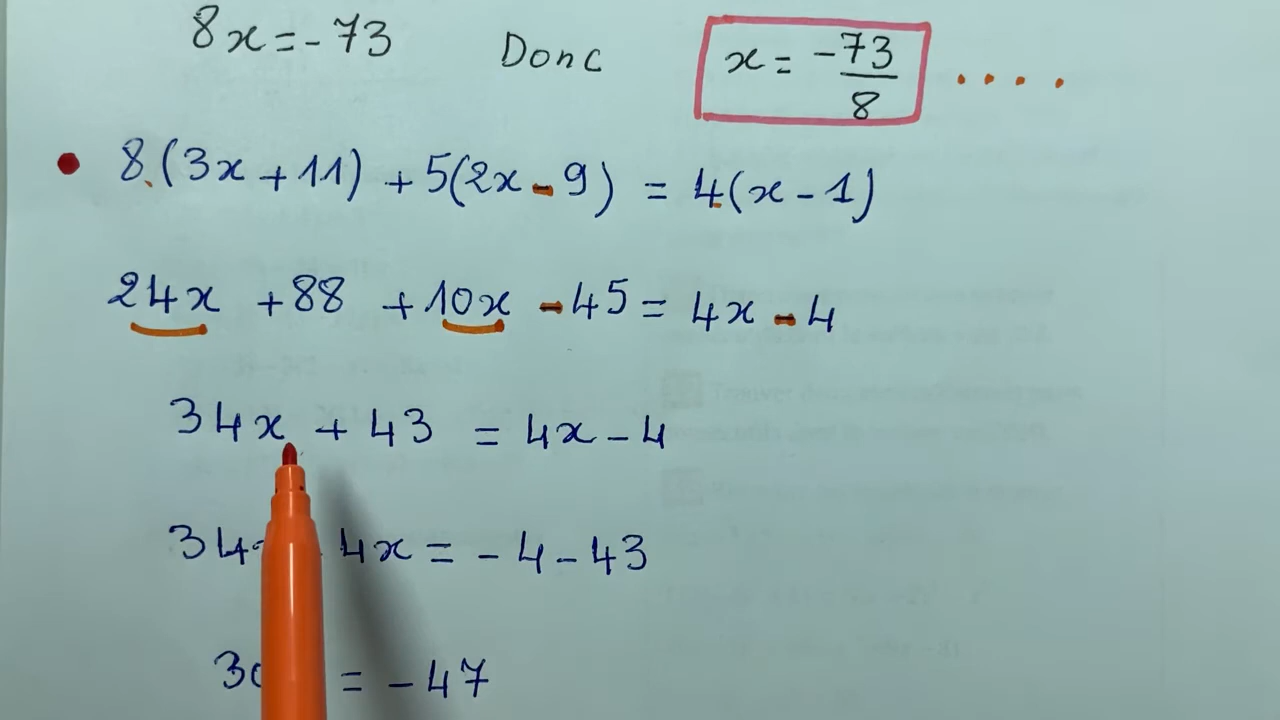 8x = -73 Donc x = -73/8 ....
8.(3x + 11) + 5(2x - 9) = 4(x - 1)
24x + 88 + 10x - 45 = 4x - 4
34x + 43 = 4x - 4
34 4x = - 4 - 43
3 = - 47